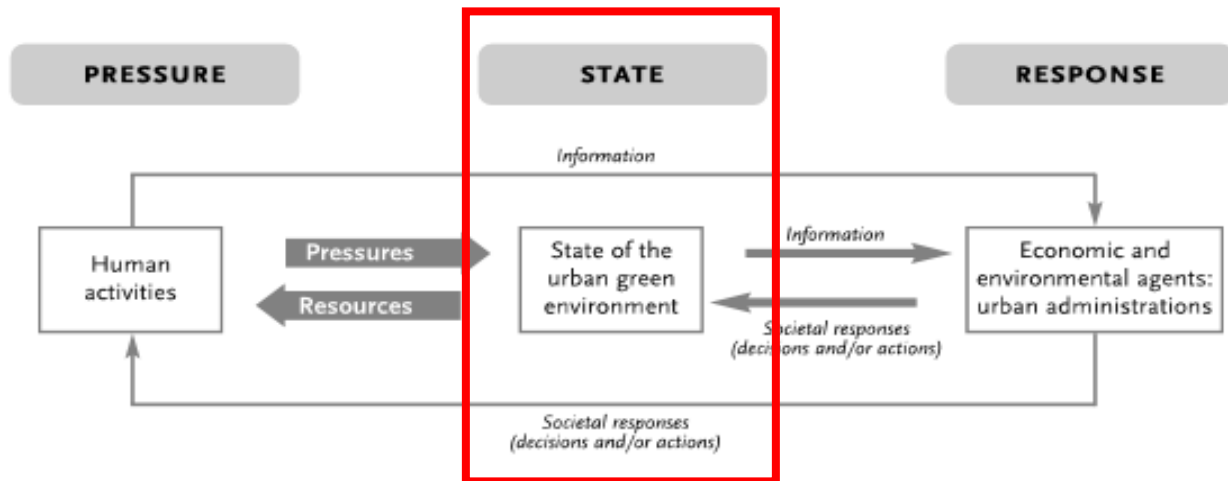 PRESSURE
STATE
RESPONSE
Information
Human
activities
Pressures
Resources
State of the
urban green
environment
Information
Societal responses
(decisions and/or actions)
Economic and
environmental agents:
urban administrations
Societal responses
(decisions and/or actions)